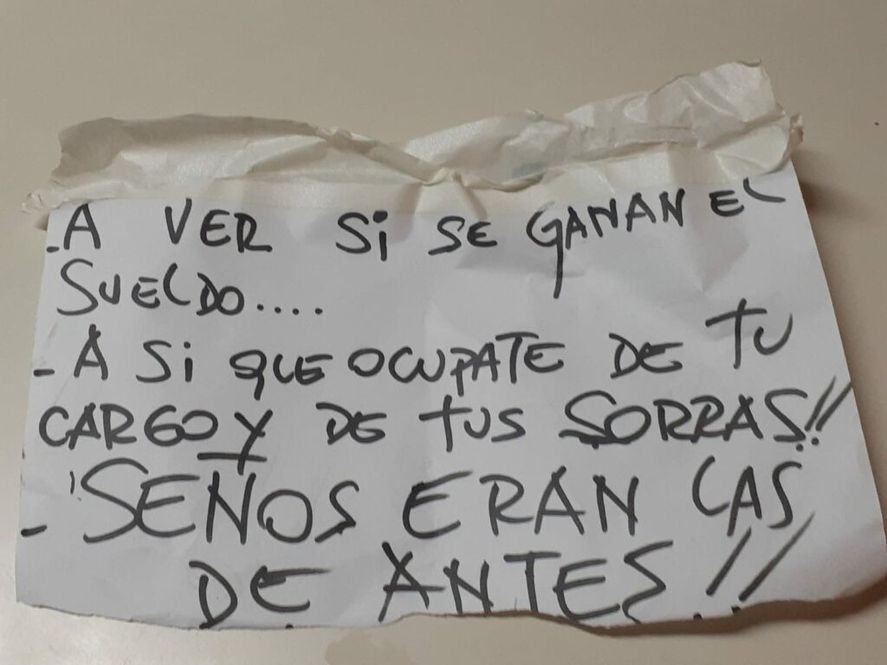 -A VER Si SE GANAN EL
SUELDO....
-A Si QUE OCUPATE DE TU
CARGO Y DE TUS SORRAS!!
- 'SEÑOS ERAN LAS
DE ANTES!!